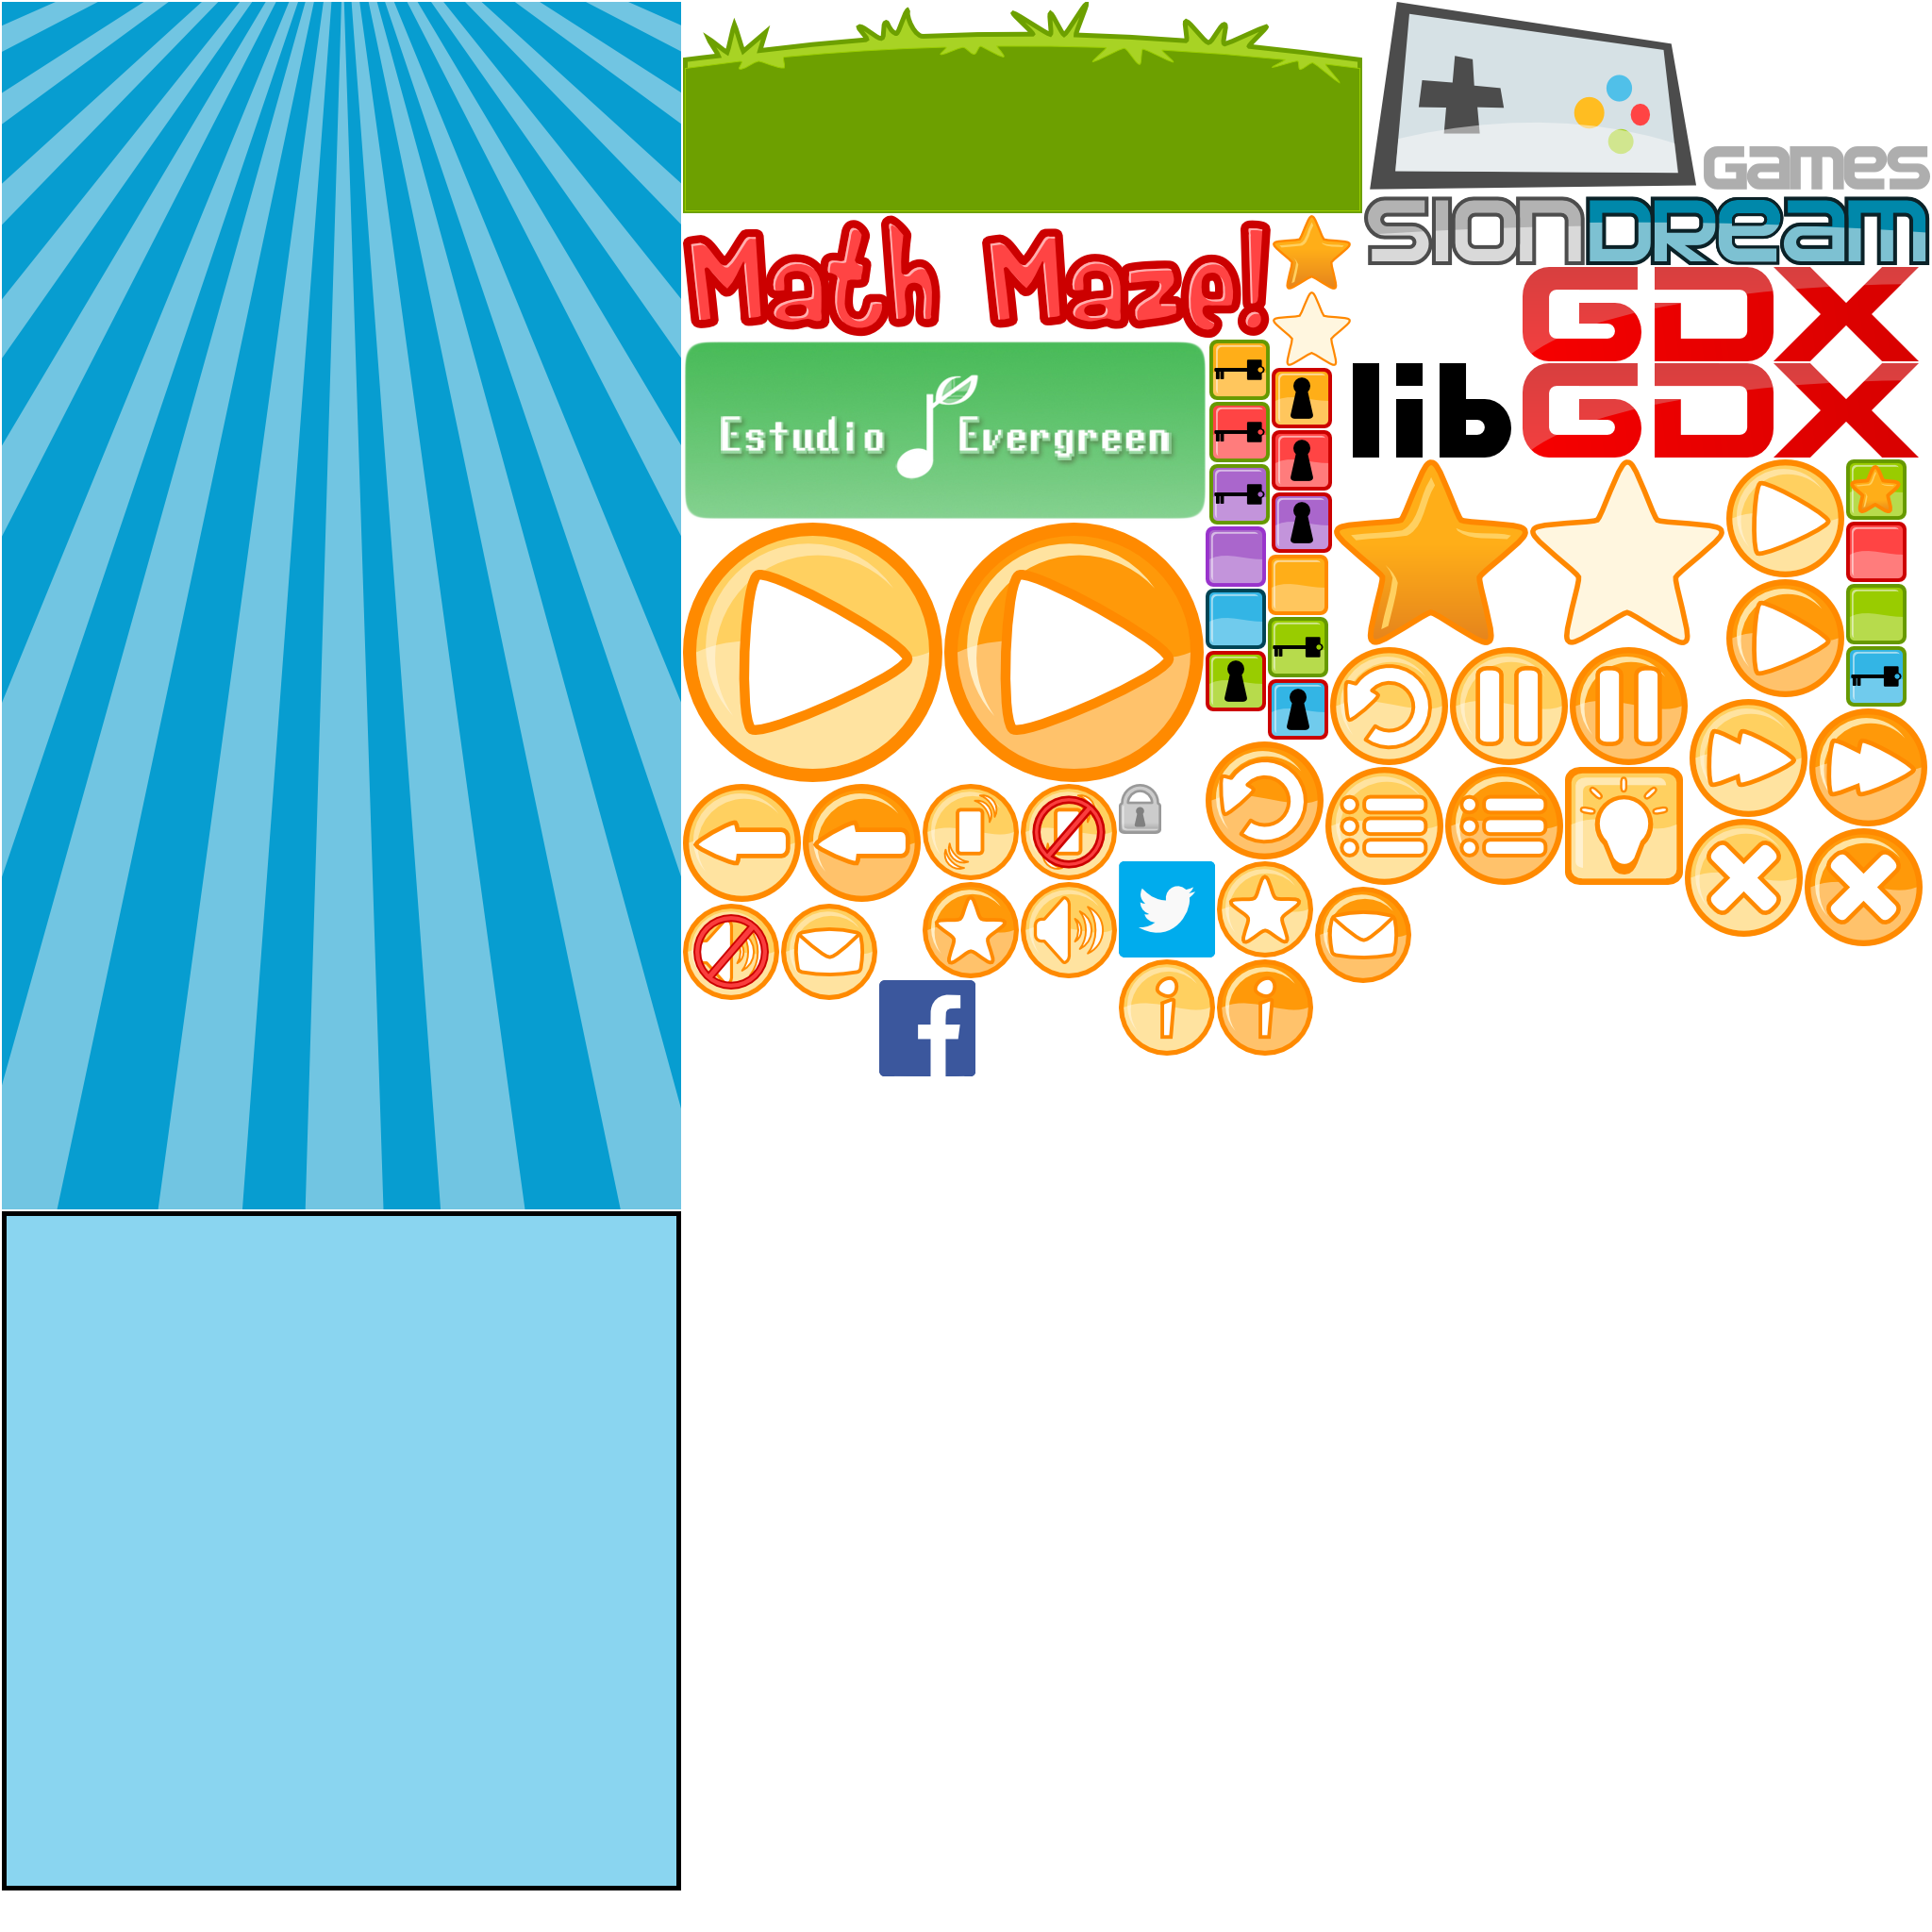 GAMES
SIONDREAM
Math Maze!
GDX
libGDX
Estudio Evergreen
i
i
f